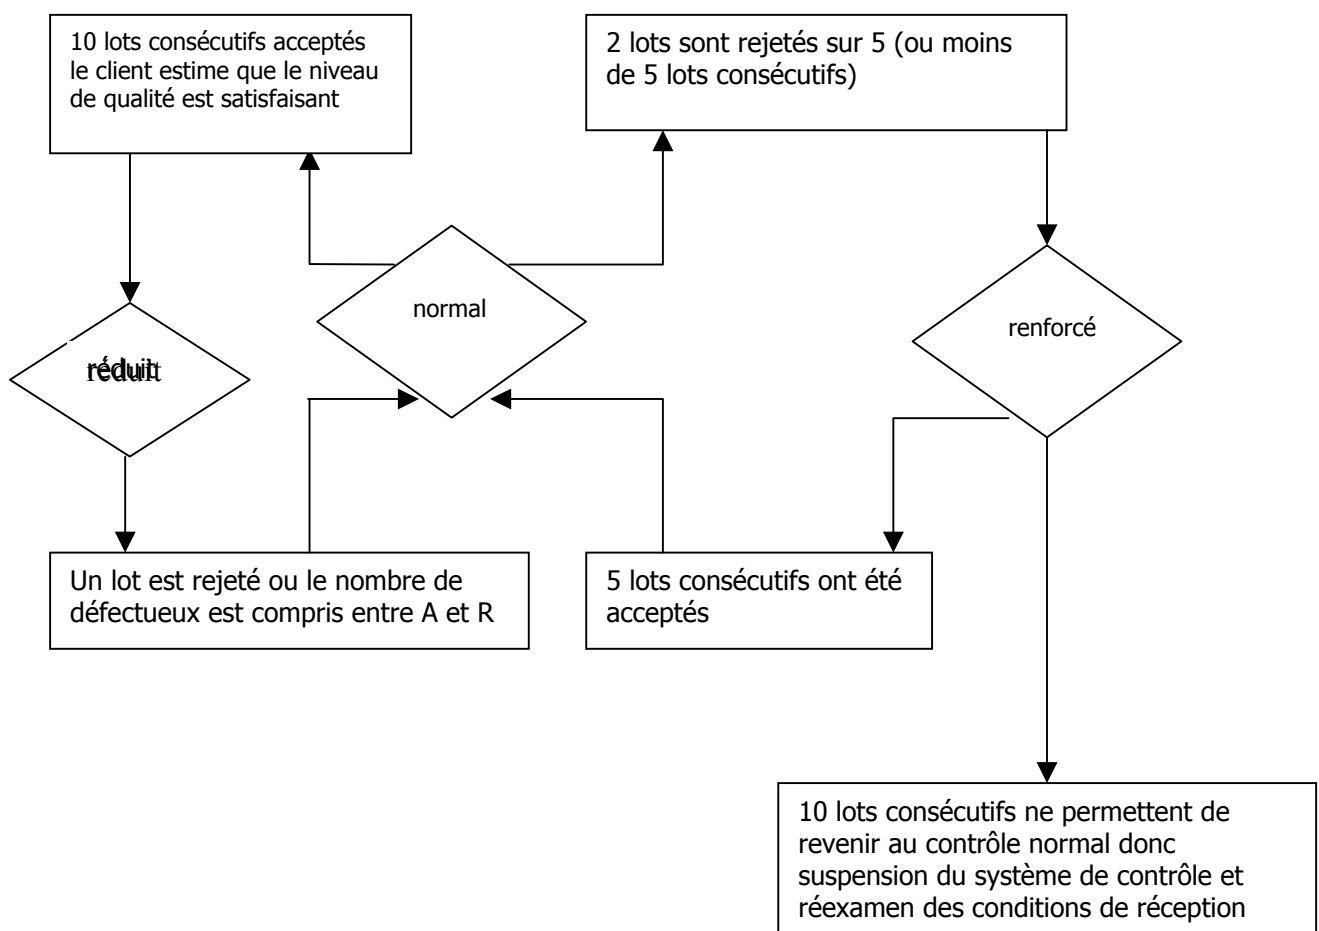 10 lots consécutifs acceptés
le client estime que le niveau
de qualité est satisfaisant
2 lots sont rejetés sur 5 (ou moins
de 5 lots consécutifs)
normal
renforcé
réduit
Un lot est rejeté ou le nombre de
défectueux est compris entre A et R
5 lots consécutifs ont été
acceptés
10 lots consécutifs ne permettent de
revenir au contrôle normal donc
suspension du système de contrôle et
réexamen des conditions de réception